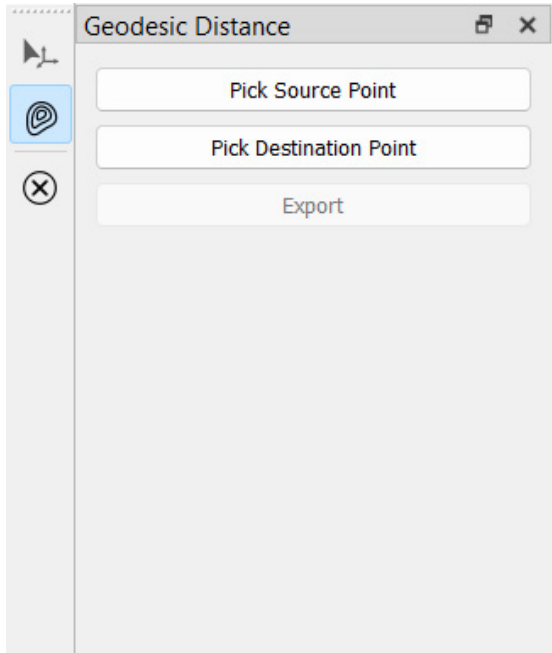 Geodesic Distance
Pick Source Point
Pick Destination Point
Export